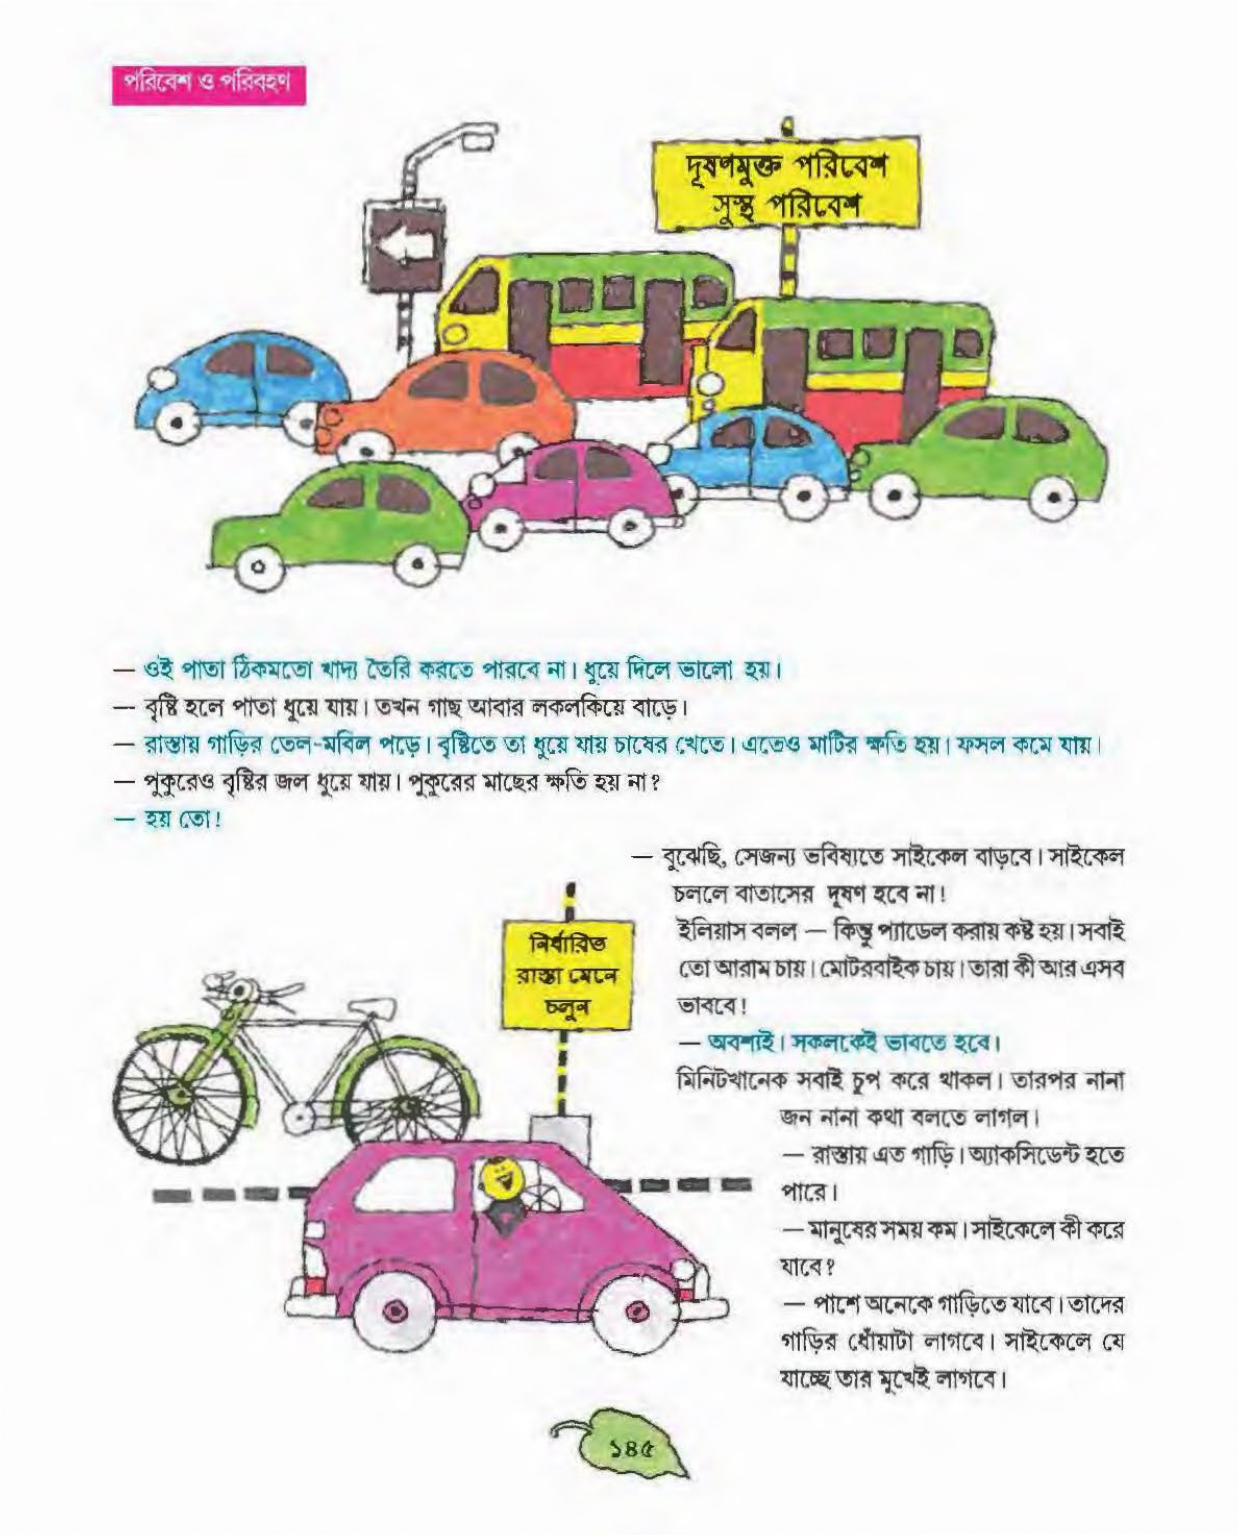 পরিবেশ ও পরিবহণ
দূষণমুক্ত পরিবেশ
সুস্থ পরিবেশ
— ওই পাতা ঠিকমতো খাদ্য তৈরি করতে পারবে না। ধুয়ে দিলে ভালো হয়।
— বৃষ্টি হলে পাতা ধুয়ে যায়। তখন গাছ আবার লকলকিয়ে বাড়ে।
— রাস্তায় গাড়ির তেল-মবিল পড়ে। বৃষ্টিতে তা ধুয়ে যায় চাষের খেতে। এতেও মাটির ক্ষতি হয়। ফসল কমে যায়।
— পুকুরেও বৃষ্টির জল ধুয়ে যায়। পুকুরের মাছের ক্ষতি হয় না?
— হয় তো!
— বুঝেছি, সেজন্য ভবিষ্যতে সাইকেল বাড়বে। সাইকেল
চললে বাতাসের দূষণ হবে না!
ইলিয়াস বলল — কিন্তু প্যাডেল করায় কষ্ট হয়। সবাই
তো আরাম চায়। মোটরবাইক চায়। তারা কী আর এসব
ভাববে!
— অবশ্যই। সকলকেই ভাবতে হবে।
মিনিটখানেক সবাই চুপ করে থাকল। তারপর নানা
জন নানা কথা বলতে লাগল।
— রাস্তায় এত গাড়ি। অ্যাকসিডেন্ট হতে
পারে।
— মানুষের সময় কম। সাইকেলে কী করে
যাবে?
— পাশে অনেকে গাড়িতে যাবে। তাদের
গাড়ির ধোঁয়াটা লাগবে। সাইকেলে যে
যাচ্ছে তার মুখেই লাগবে।
নির্ধারিত
রাস্তা মেনে
চলুন
১৪৫